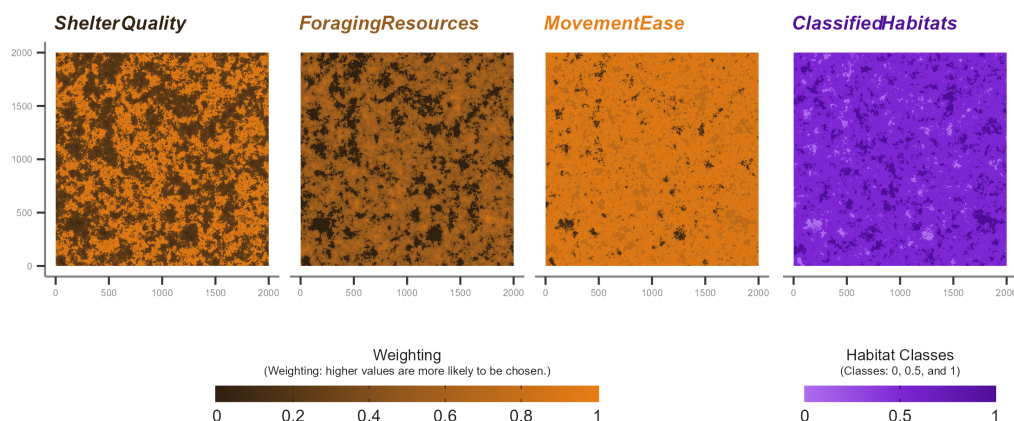 ShelterQuality ForagingResources MovementEase ClassifiedHabitats
2000
1500
1000
500
0
0 500 1000 1500 2000 0 500 1000 1500 2000 0 500 1000 1500 2000 0 500 1000 1500 2000
Weighting Habitat Classes
(Weighting: higher values are more likely to be chosen.) (Classes: 0, 0.5, and 1)
0 0.2 0.4 0.6 0.8 1 0 0.5 1